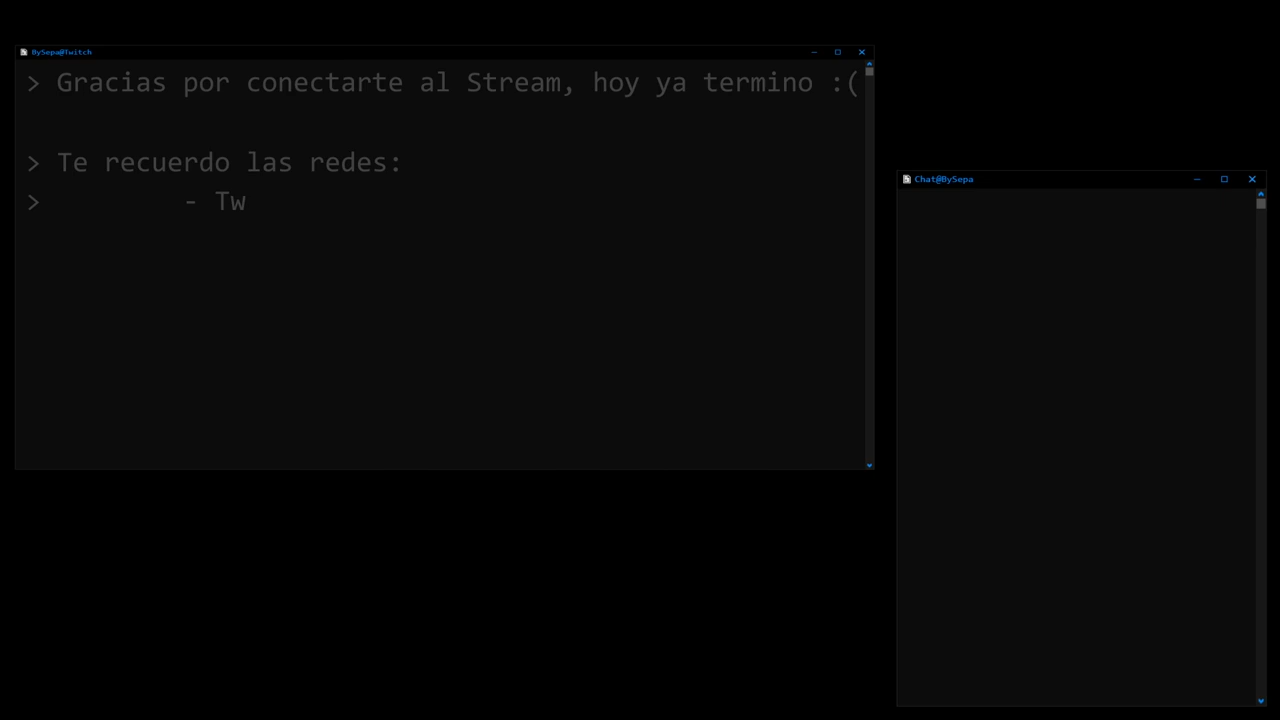 BySepa@Twitch
> Gracias por conectarte al Stream, hoy ya termino :(
> Te recuerdo las redes:
> - Tw
Chat@BySepa